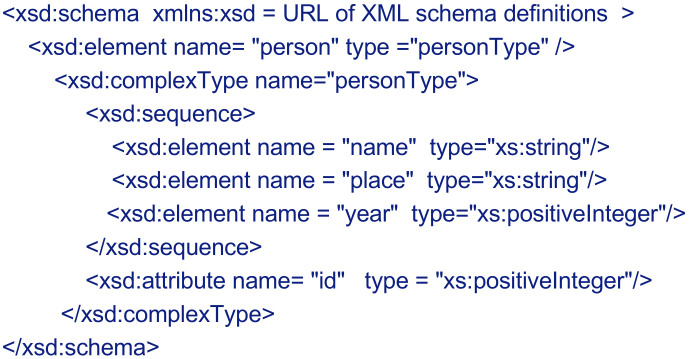 <xsd:schema  xmlns:xsd = URL of XML schema definitions  >
<xsd:element name= "person" type ="personType" />
<xsd:complexType name="personType">
<xsd:sequence>
<xsd:element name = "name"  type="xs:string"/>
<xsd:element name = "place"  type="xs:string"/>
<xsd:element name = "year"  type="xs:positiveInteger"/>
</xsd:sequence>
<xsd:attribute name= "id"   type = "xs:positiveInteger"/>
</xsd:complexType>
</xsd:schema>